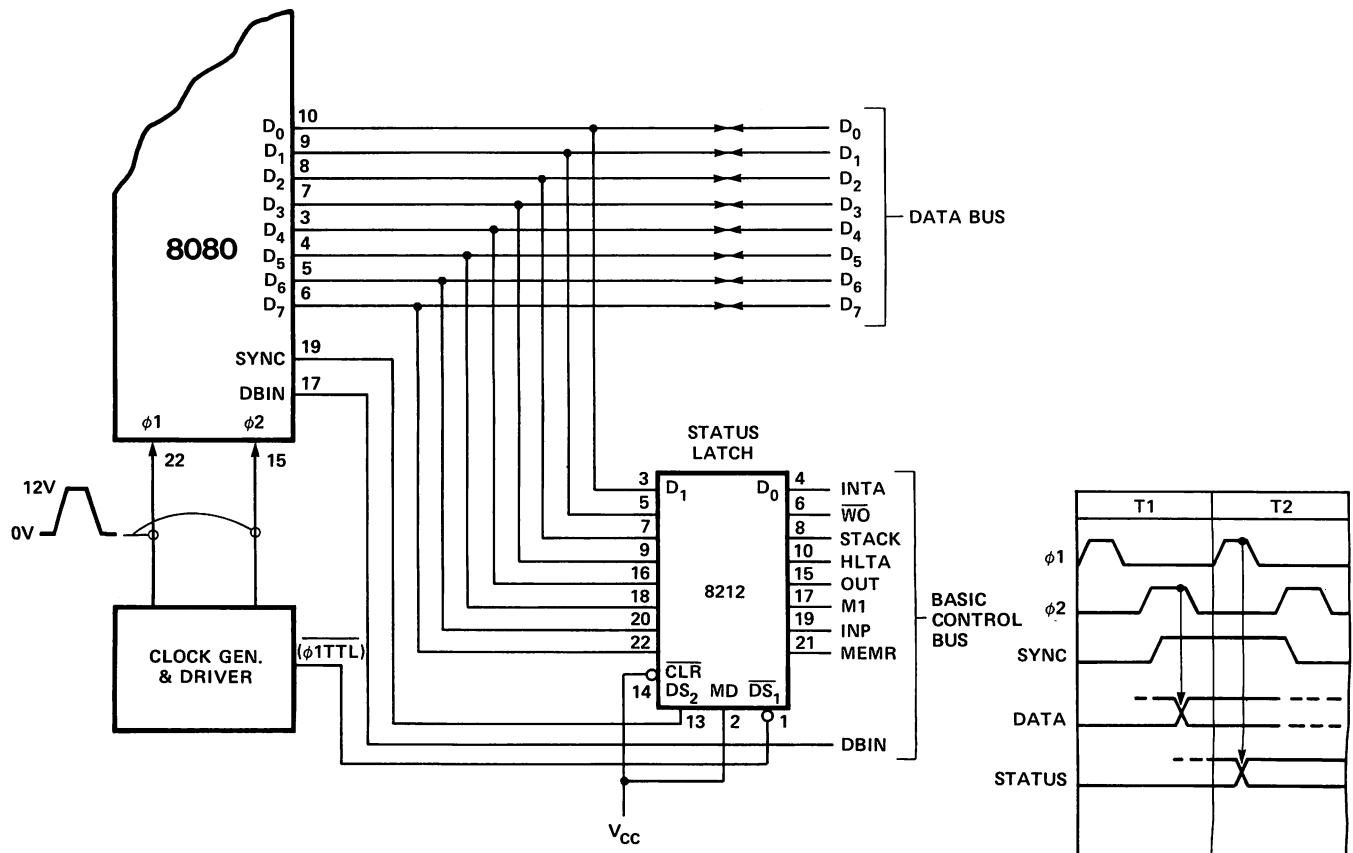 8080
D0 10
D1 9
D2 8
D3 7
D4 3
D5 4
D6 5
D7 6
SYNC 19
DBIN 17
φ1 φ2
22 15
D0
D1
D2
D3
D4
D5
D6
D7
DATA BUS
12V
0V
CLOCK GEN.
& DRIVER
(φ1TTL)
STATUS
LATCH
3 D1 D0 4 INTA
5 6 WO
7 8 STACK
9 10 HLTA
16 15 OUT
18 8212 17 M1
20 19 INP
22 21 MEMR
CLR
14 DS2 MD DS1
13 2 1
DBIN
VCC
BASIC
CONTROL
BUS
T1 T2
φ1
φ2
SYNC
DATA
STATUS